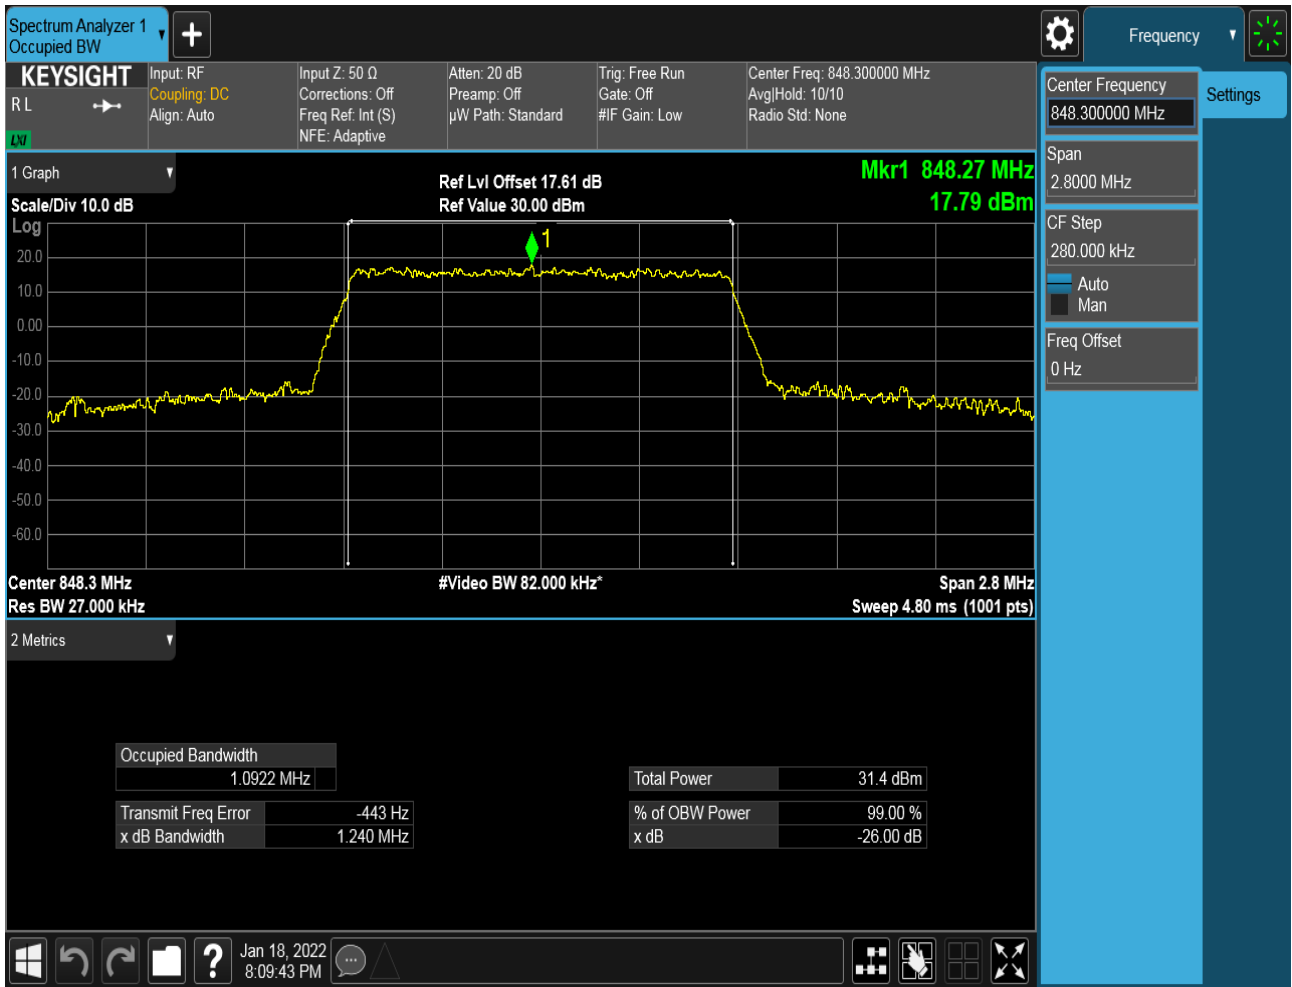 Spectrum Analyzer 1
Occupied BW
Frequency
KEYSIGHT
R L
LXI
Input: RF
Coupling: DC
Align: Auto
Input Z: 50 Ω
Corrections: Off
Freq Ref: Int (S)
NFE: Adaptive
Atten: 20 dB
Preamp: Off
µW Path: Standard
Trig: Free Run
Gate: Off
#IF Gain: Low
Center Freq: 848.300000 MHz
Avg|Hold: 10/10
Radio Std: None
Center Frequency
848.300000 MHz
Settings
Span
2.8000 MHz
CF Step
280.000 kHz
Auto
Man
Freq Offset
0 Hz
1 Graph
Scale/Div 10.0 dB
Ref Lvl Offset 17.61 dB
Ref Value 30.00 dBm
Mkr1 848.27 MHz
17.79 dBm
Log
1
20.0
10.0
0.00
-10.0
-20.0
-30.0
-40.0
-50.0
-60.0
Center 848.3 MHz
Res BW 27.000 kHz
#Video BW 82.000 kHz*
Span 2.8 MHz
Sweep 4.80 ms (1001 pts)
2 Metrics
Occupied Bandwidth
1.0922 MHz
Transmit Freq Error -443 Hz
x dB Bandwidth 1.240 MHz
Total Power 31.4 dBm
% of OBW Power 99.00 %
x dB -26.00 dB
?
Jan 18, 2022
8:09:43 PM